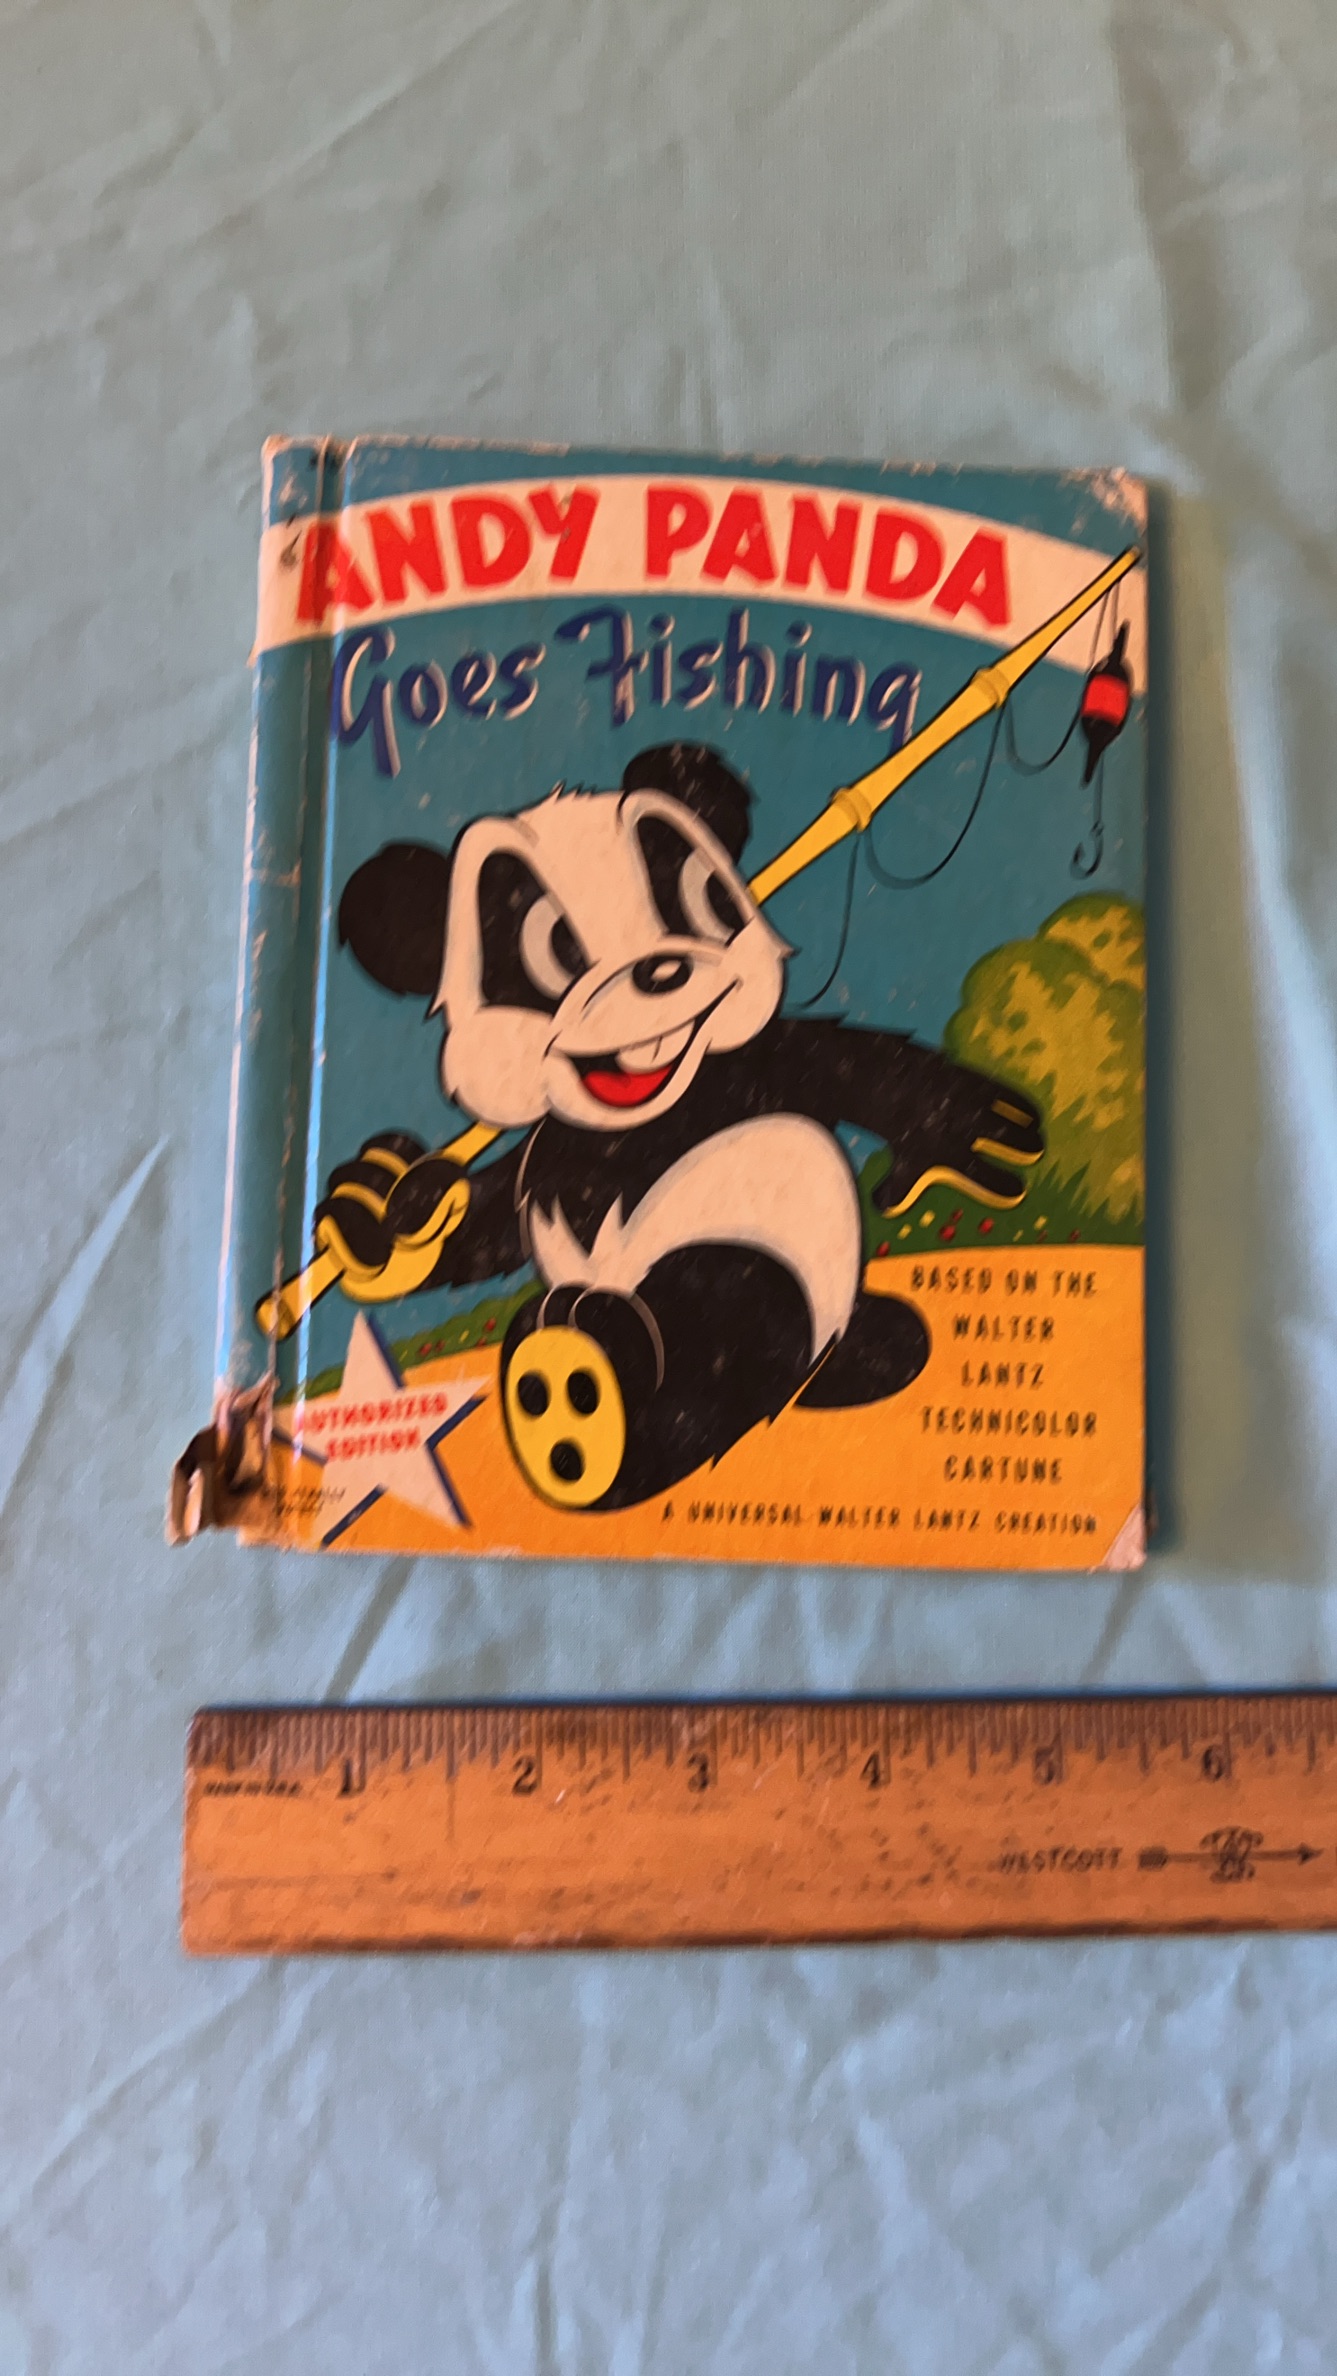 ANDY PANDA
Goes Fishing
BASED ON THE
WALTER
LANTZ
TECHNICOLOR
CARTUNE
AUTHORIZED
EDITION
A UNIVERSAL-WALTER LANTZ CREATION
1 2 3 4 5 6
WESTCOTT